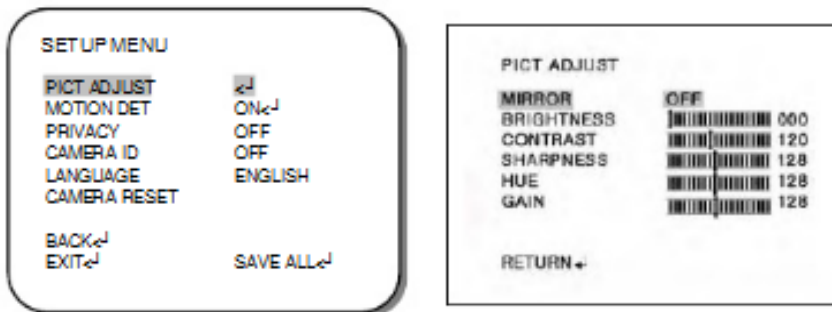 SETUP MENU
PICT ADJUST ↵
MOTION DET ON↵
PRIVACY OFF
CAMERA ID OFF
LANGUAGE ENGLISH
CAMERA RESET
BACK↵
EXIT↵ SAVE ALL↵
PICT ADJUST
MIRROR OFF
BRIGHTNESS 000
CONTRAST 120
SHARPNESS 128
HUE 128
GAIN 128
RETURN↵